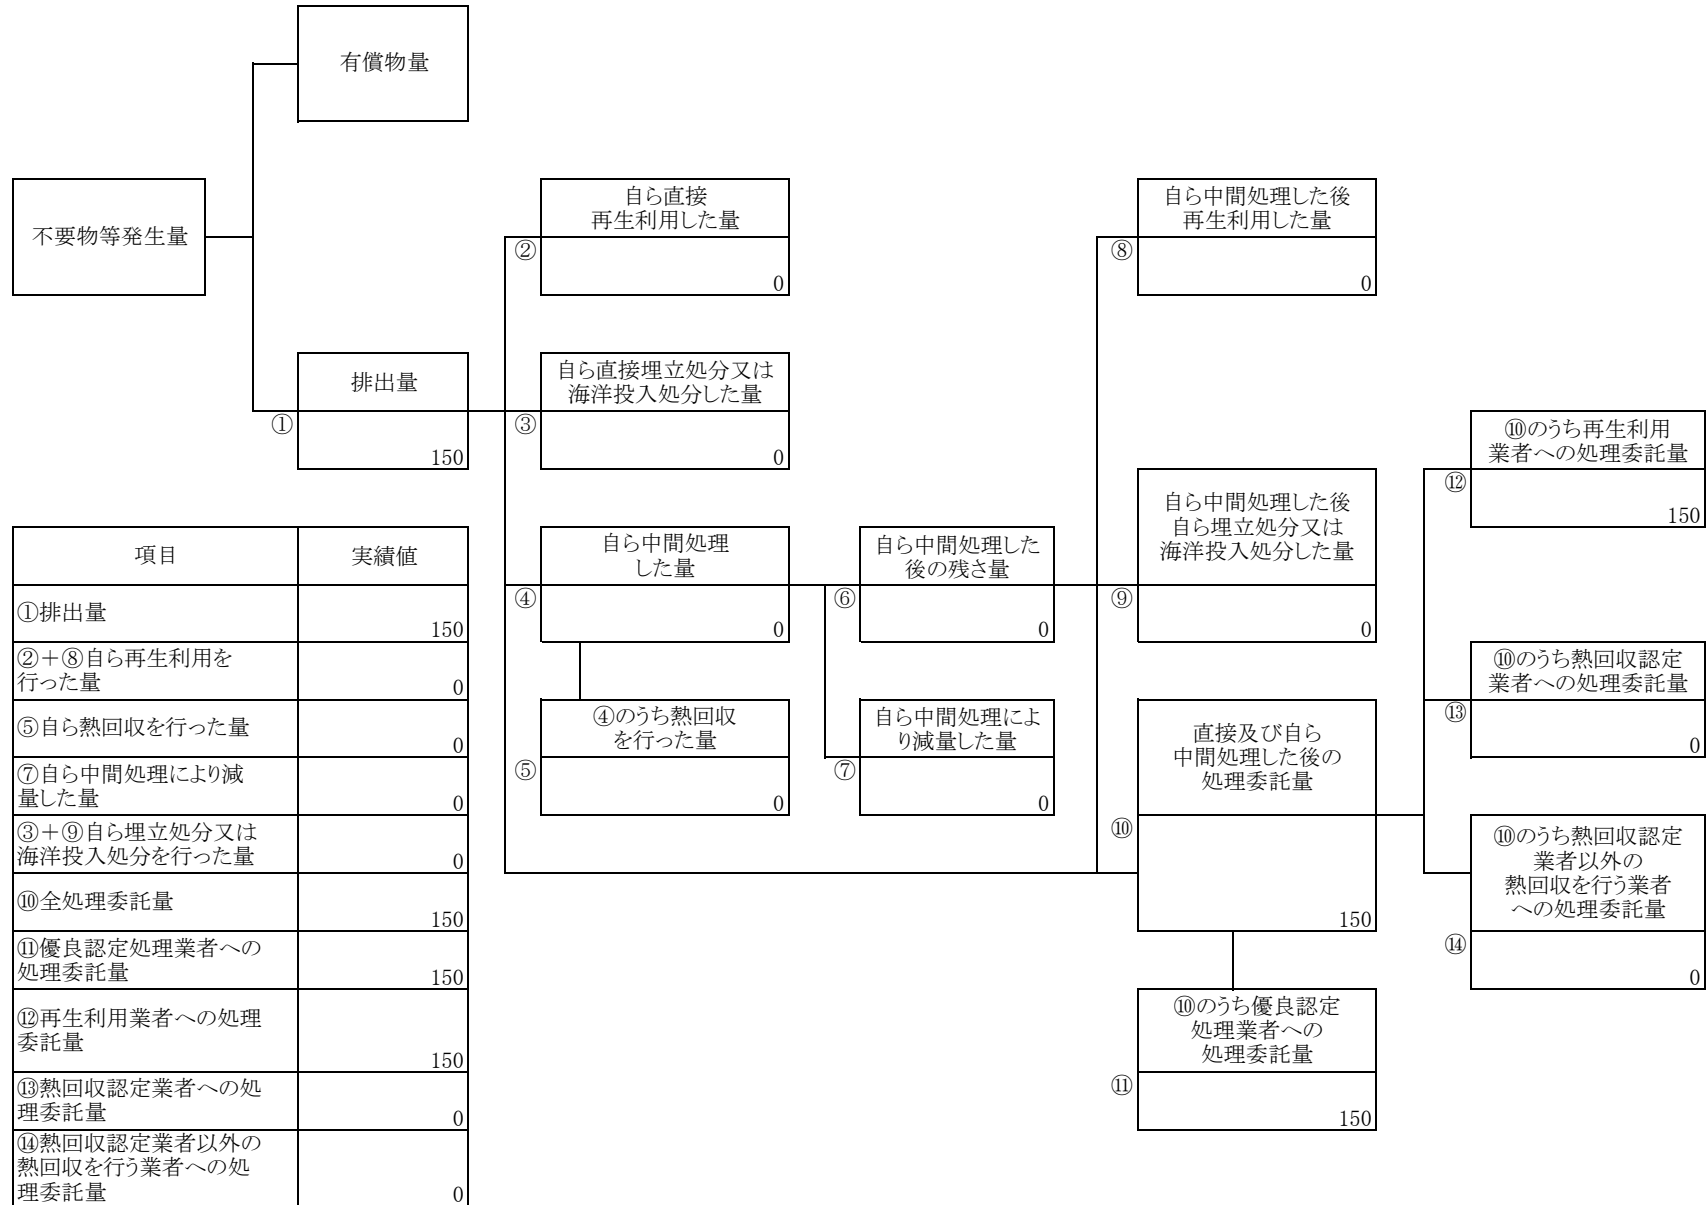 有償物量
不要物等発生量
自ら直接
再生利用した量
②
0
自ら中間処理した後
再生利用した量
⑧
0
排出量
①
150
自ら直接埋立処分又は
海洋投入処分した量
③
0
⑩のうち再生利用
業者への処理委託量
⑫
150
自ら中間処理した後
自ら埋立処分又は
海洋投入処分した量
⑨
0
自ら中間処理
した量
④
0
自ら中間処理した
後の残さ量
⑥
0
⑩のうち熱回収認定
業者への処理委託量
⑬
0
④のうち熱回収
を行った量
⑤
0
自ら中間処理によ
り減量した量
⑦
0
直接及び自ら
中間処理した後の
処理委託量
⑩
150
⑩のうち熱回収認定
業者以外の
熱回収を行う業者
への処理委託量
⑭
0
⑩のうち優良認定
処理業者への
処理委託量
⑪
150
項目 実績値
①排出量
150
②＋⑧自ら再生利用を
行った量
0
⑤自ら熱回収を行った量
0
⑦自ら中間処理により減
量した量
0
③＋⑨自ら埋立処分又は
海洋投入処分を行った量
0
⑩全処理委託量
150
⑪優良認定処理業者への
処理委託量
150
⑫再生利用業者への処理
委託量
150
⑬熱回収認定業者への処
理委託量
0
⑭熱回収認定業者以外の
熱回収を行う業者への処
理委託量
0